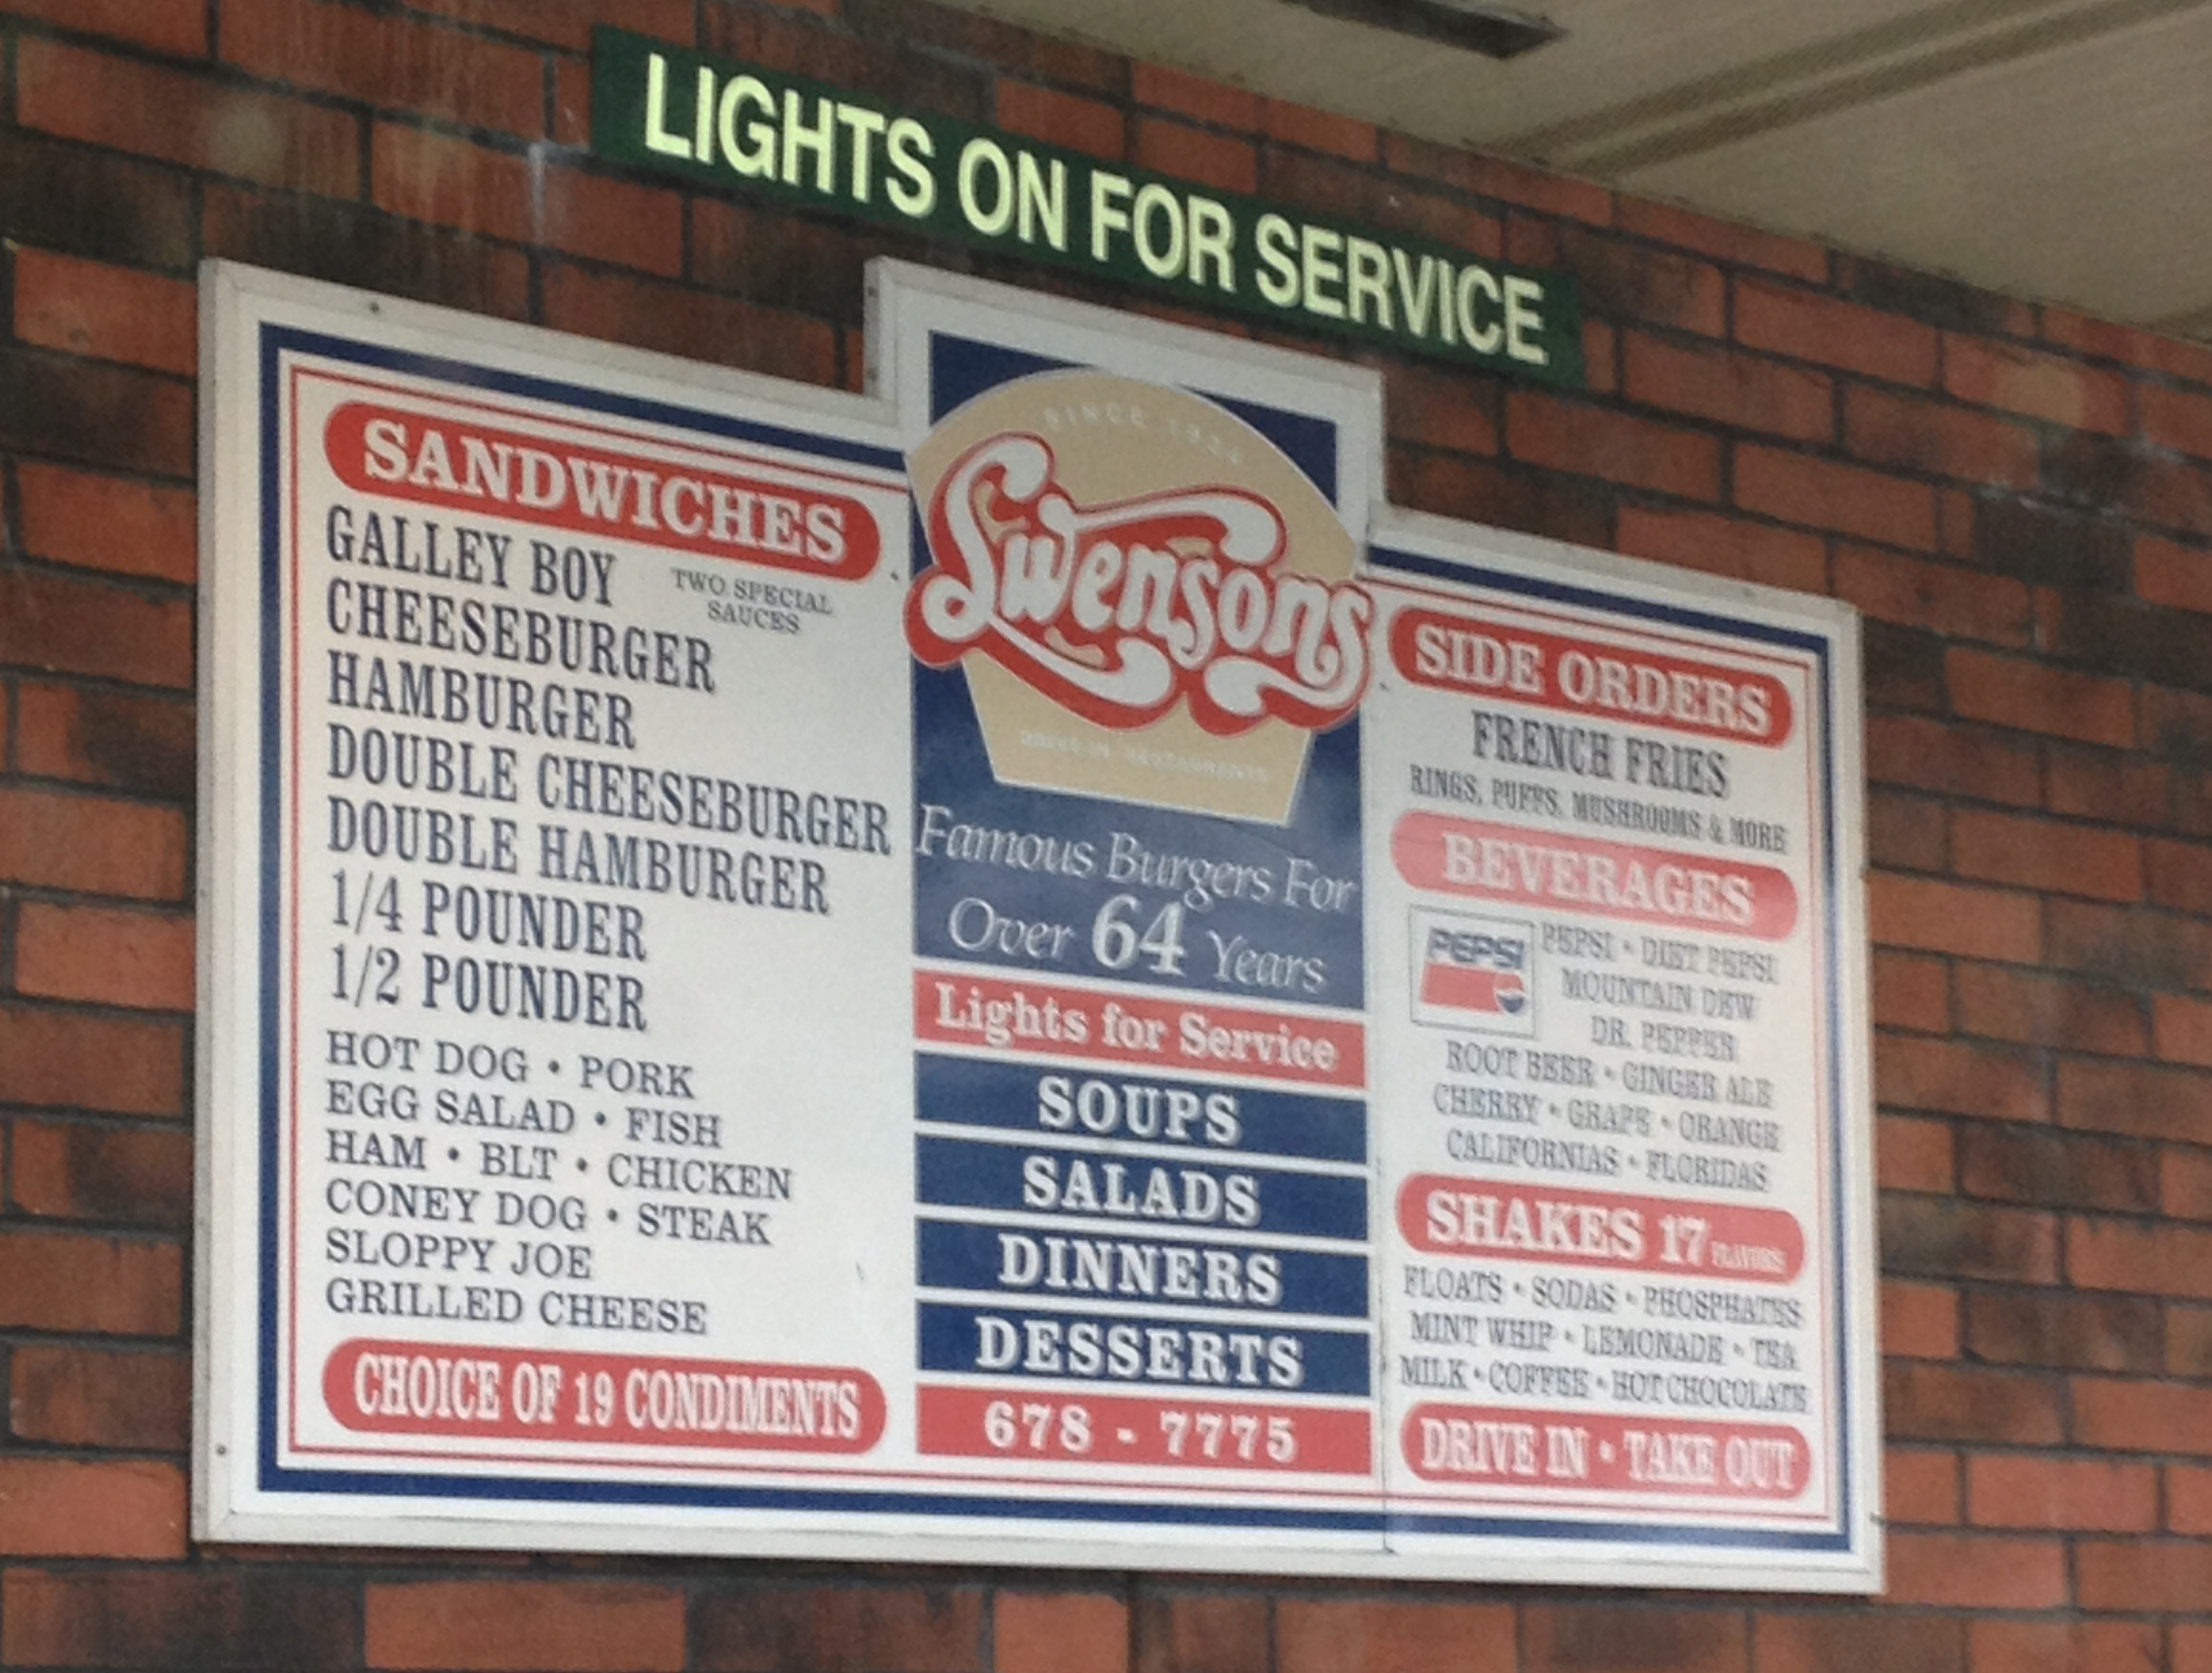 LIGHTS ON FOR SERVICE
SANDWICHES
GALLEY BOY
TWO SPECIAL
SAUCES
CHEESEBURGER
HAMBURGER
DOUBLE CHEESEBURGER
DOUBLE HAMBURGER
1/4 POUNDER
1/2 POUNDER
HOT DOG • PORK
EGG SALAD • FISH
HAM • BLT • CHICKEN
CONEY DOG • STEAK
SLOPPY JOE
GRILLED CHEESE
CHOICE OF 19 CONDIMENTS
SINCE
Swensons
DRIVE-IN RESTAURANTS
Famous Burgers For
Over 64 Years
Lights for Service
SOUPS
SALADS
DINNERS
DESSERTS
678 - 7775
SIDE ORDERS
FRENCH FRIES
RINGS, PUFFS, MUSHROOMS & MORE
BEVERAGES
PEPSI
PEPSI • DIET PEPSI
MOUNTAIN DEW
DR. PEPPER
ROOT BEER • GINGER ALE
CHERRY • GRAPE • ORANGE
CALIFORNIAS • FLORIDAS
SHAKES 17 FLAVORS
FLOATS • SODAS • PHOSPHATES
MINT WHIP • LEMONADE • TEA
MILK • COFFEE • HOT CHOCOLATE
DRIVE IN • TAKE OUT